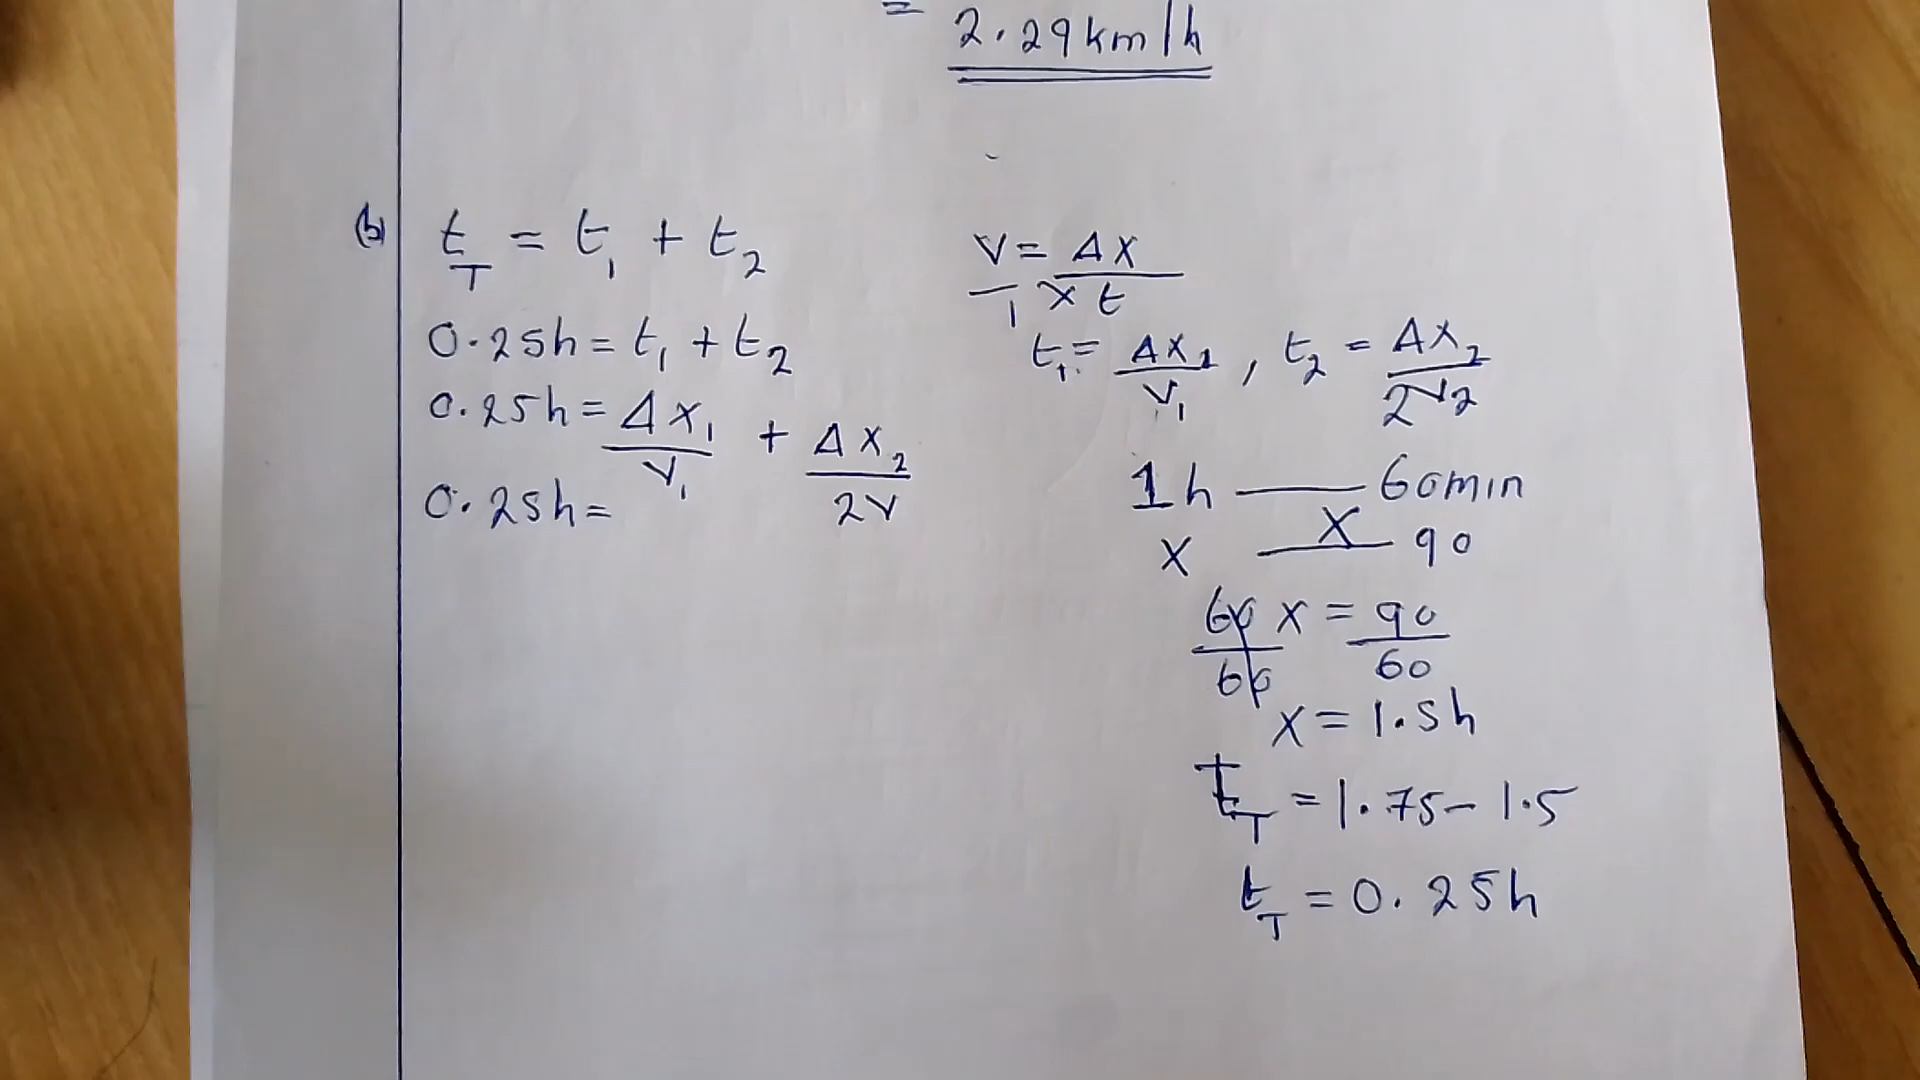 =
2.29km/h
(b) t_T = t_1 + t_2
0.25h = t_1 + t_2
0.25h = Δx_1/v_1 + Δx_2/2v
0.25h =
v/1 = Δx/t
t_1 = Δx_1/v_1 , t_2 = Δx_2/2v_2
1h — 60min
x — 90
X
60x/60 = 90/60
x = 1.5h
t_T = 1.75 - 1.5
t_T = 0.25h